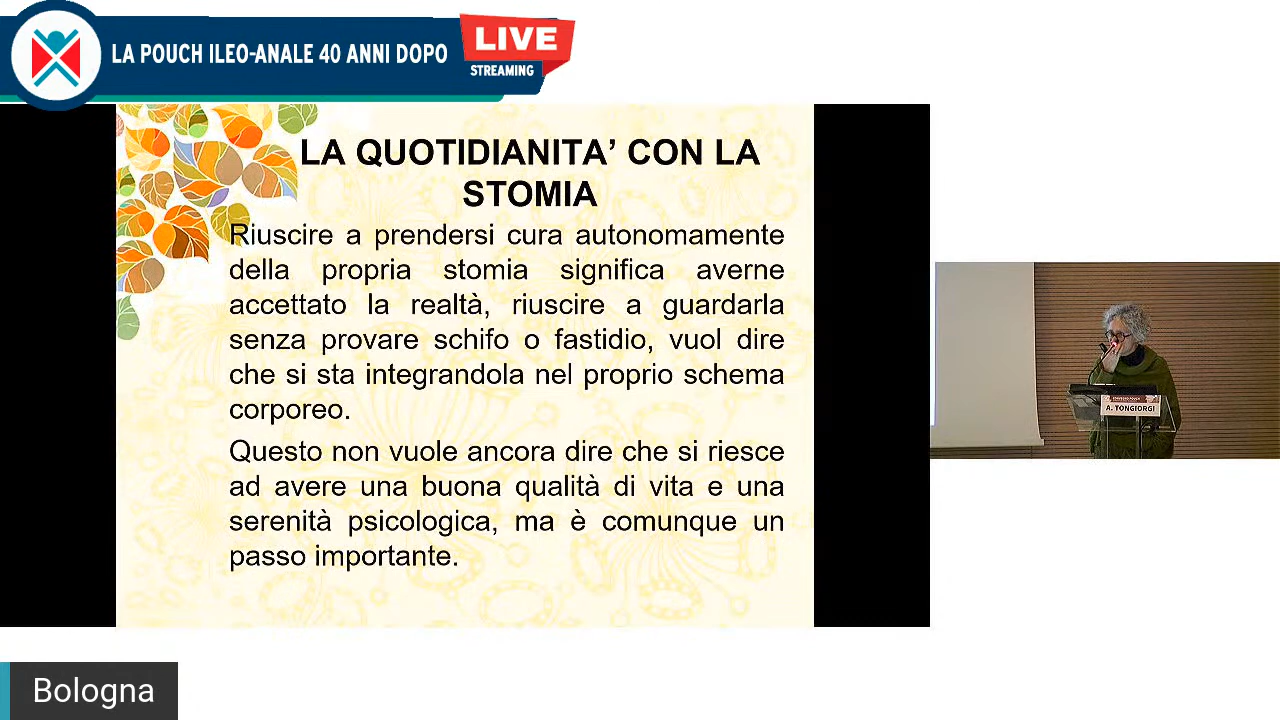 LA POUCH ILEO-ANALE 40 ANNI DOPO
LIVE
STREAMING
LA QUOTIDIANITA’ CON LA
STOMIA
Riuscire a prendersi cura autonomamente
della propria stomia significa averne
accettato la realtà, riuscire a guardarla
senza provare schifo o fastidio, vuol dire
che si sta integrandola nel proprio schema
corporeo.
Questo non vuole ancora dire che si riesce
ad avere una buona qualità di vita e una
serenità psicologica, ma è comunque un
passo importante.
A. TONGIORGI
Bologna